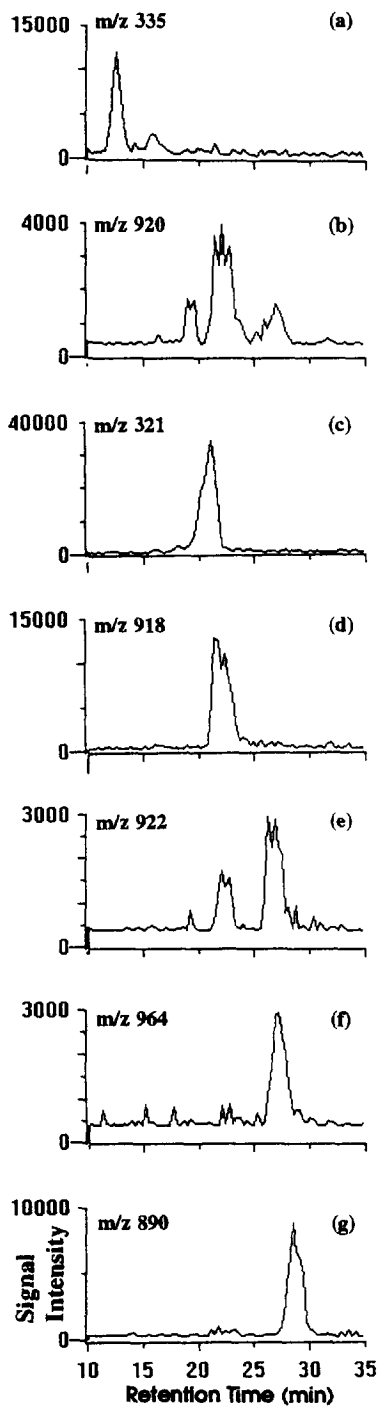 15000
m/z 335
(a)
0
4000
m/z 920
(b)
0
40000
m/z 321
(c)
0
15000
m/z 918
(d)
0
3000
m/z 922
(e)
0
3000
m/z 964
(f)
0
10000
m/z 890
(g)
Signal
Intensity
0
10 15 20 25 30 35
Retention Time (min)